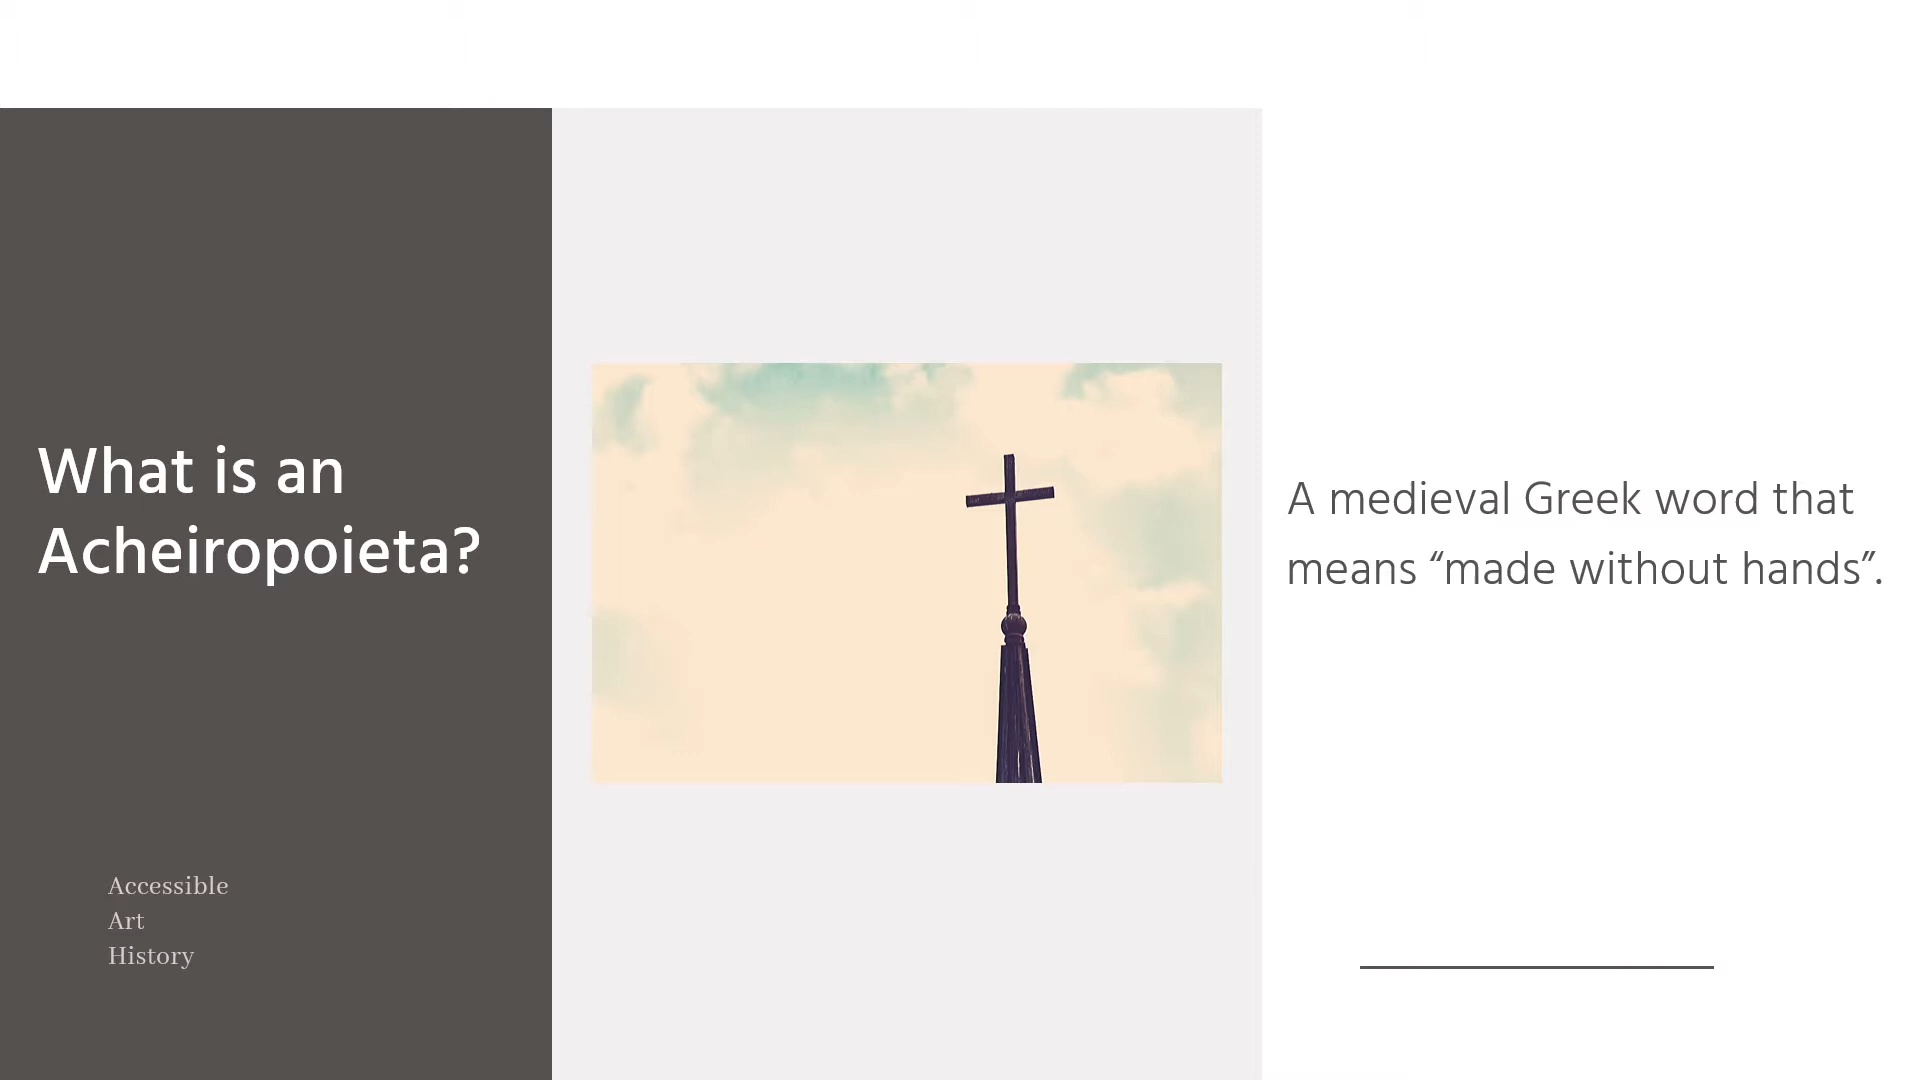 What is an
Acheiropoieta?
Accessible
Art
History
A medieval Greek word that
means “made without hands”.